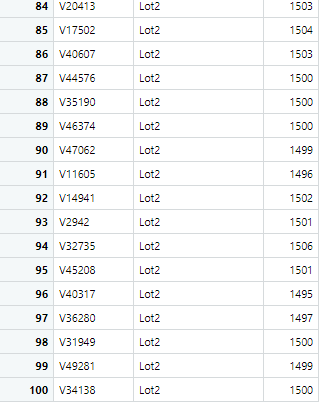 84 V20413 Lot2 1503
85 V17502 Lot2 1504
86 V40607 Lot2 1503
87 V44576 Lot2 1500
88 V35190 Lot2 1500
89 V46374 Lot2 1500
90 V47062 Lot2 1499
91 V11605 Lot2 1496
92 V14941 Lot2 1502
93 V2942 Lot2 1501
94 V32735 Lot2 1506
95 V45208 Lot2 1501
96 V40317 Lot2 1495
97 V36280 Lot2 1497
98 V31949 Lot2 1500
99 V49281 Lot2 1499
100 V34138 Lot2 1500